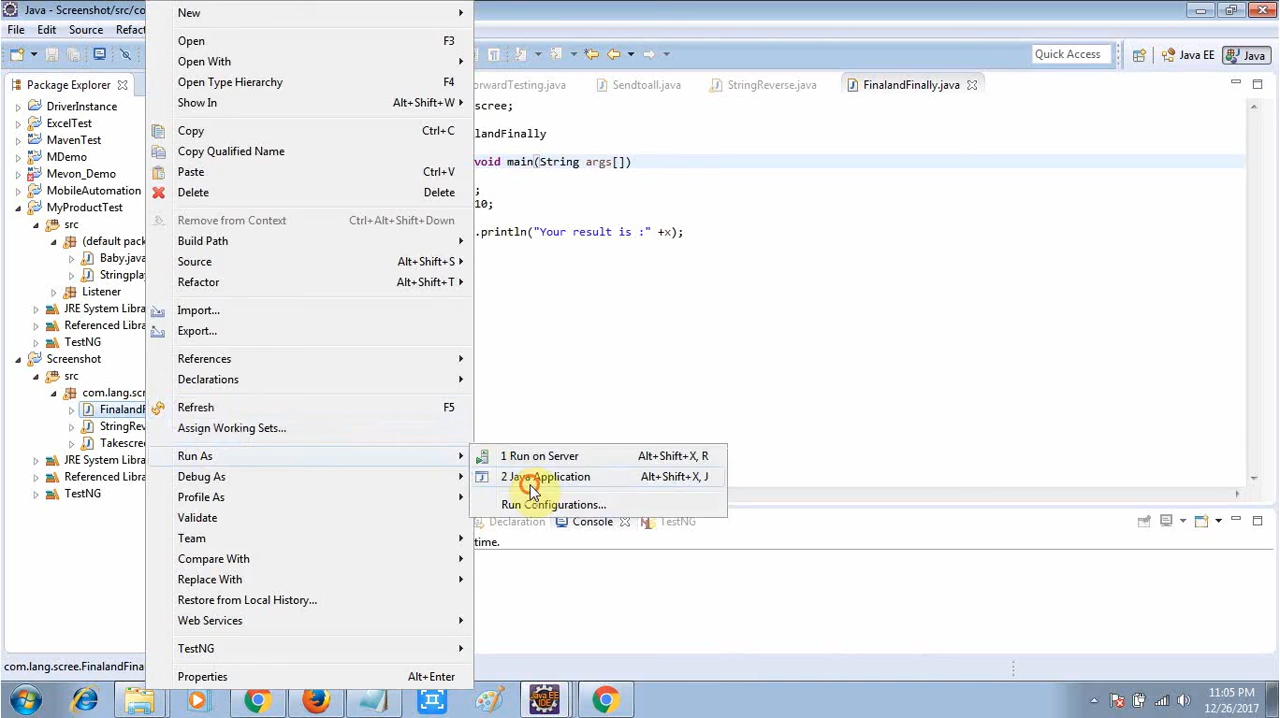 Java - Screenshot/src/co
File Edit Source Refact
Quick Access
Java EE
Java
Package Explorer
DriverInstance
ExcelTest
MavenTest
MDemo
Mevon_Demo
MobileAutomation
MyProductTest
src
(default pack
Baby.java
Stringplay
Listener
JRE System Libra
Referenced Libra
TestNG
Screenshot
src
com.lang.scre
FinalandF
StringRev
Takescre
JRE System Libra
Referenced Libra
TestNG
New
Open F3
Open With
Open Type Hierarchy F4
Show In Alt+Shift+W
Copy Ctrl+C
Copy Qualified Name
Paste Ctrl+V
Delete Delete
Remove from Context Ctrl+Alt+Shift+Down
Build Path
Source Alt+Shift+S
Refactor Alt+Shift+T
Import...
Export...
References
Declarations
Refresh F5
Assign Working Sets...
Run As
Debug As
Profile As
Validate
Team
Compare With
Replace With
Restore from Local History...
Web Services
TestNG
Properties Alt+Enter
1 Run on Server Alt+Shift+X, R
2 Java Application Alt+Shift+X, J
Run Configurations...
orwardTesting.java
Sendtoall.java
StringReverse.java
FinalandFinally.java
scree;
landFinally
void main(String args[])
;
10;
.println("Your result is :" +x);
Declaration
Console
TestNG
time.
com.lang.scree.FinalandFina
11:05 PM
12/26/2017